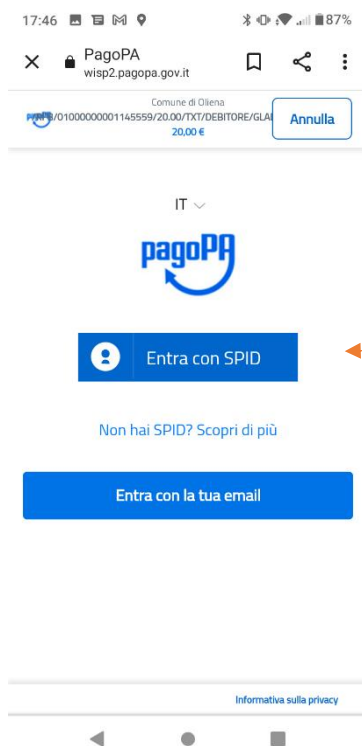 17:46
87%
PagoPA
wisp2.pagopa.gov.it
Comune di Oliena
/01000000001145559/20.00/TXT/DEBITORE/GLA
20,00 €
Annulla
IT
pagoPA
Entra con SPID
Non hai SPID? Scopri di più
Entra con la tua email
Informativa sulla privacy